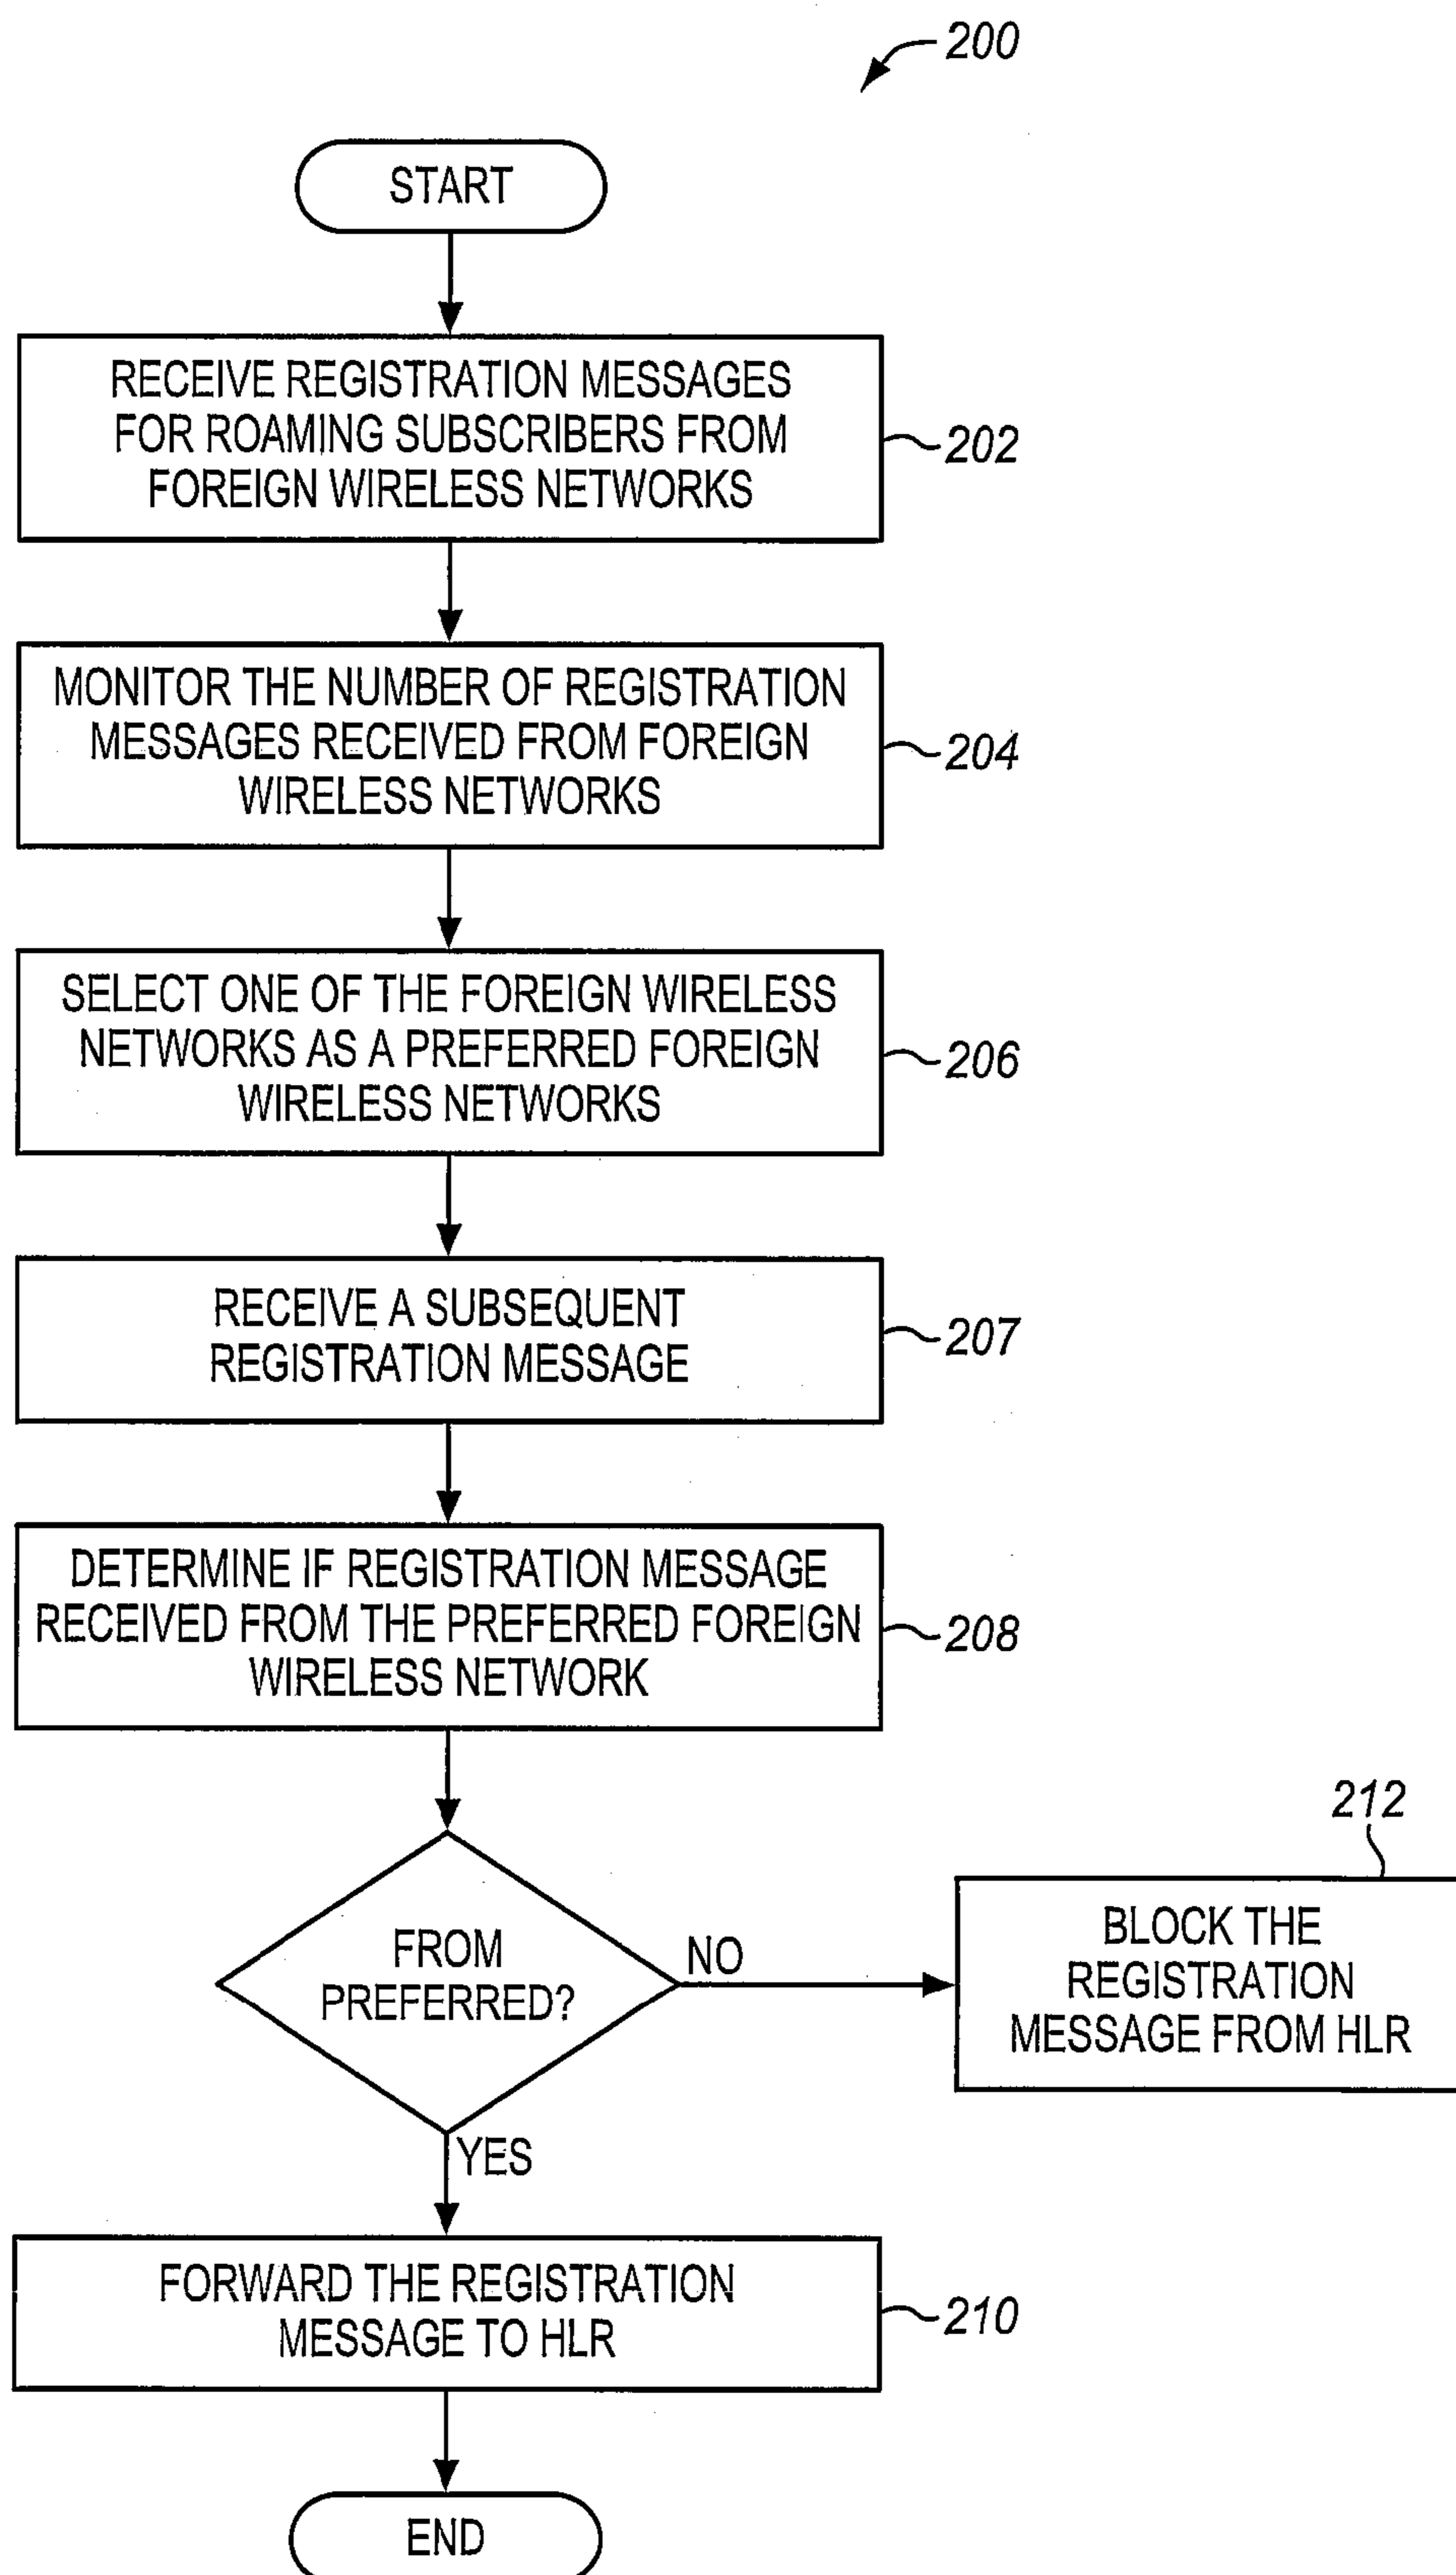 200
START
RECEIVE REGISTRATION MESSAGES
FOR ROAMING SUBSCRIBERS FROM
FOREIGN WIRELESS NETWORKS
202
MONITOR THE NUMBER OF REGISTRATION
MESSAGES RECEIVED FROM FOREIGN
WIRELESS NETWORKS
204
SELECT ONE OF THE FOREIGN WIRELESS
NETWORKS AS A PREFERRED FOREIGN
WIRELESS NETWORKS
206
RECEIVE A SUBSEQUENT
REGISTRATION MESSAGE
207
DETERMINE IF REGISTRATION MESSAGE
RECEIVED FROM THE PREFERRED FOREIGN
WIRELESS NETWORK
208
FROM
PREFERRED?
NO
212
BLOCK THE
REGISTRATION
MESSAGE FROM HLR
YES
FORWARD THE REGISTRATION
MESSAGE TO HLR
210
END